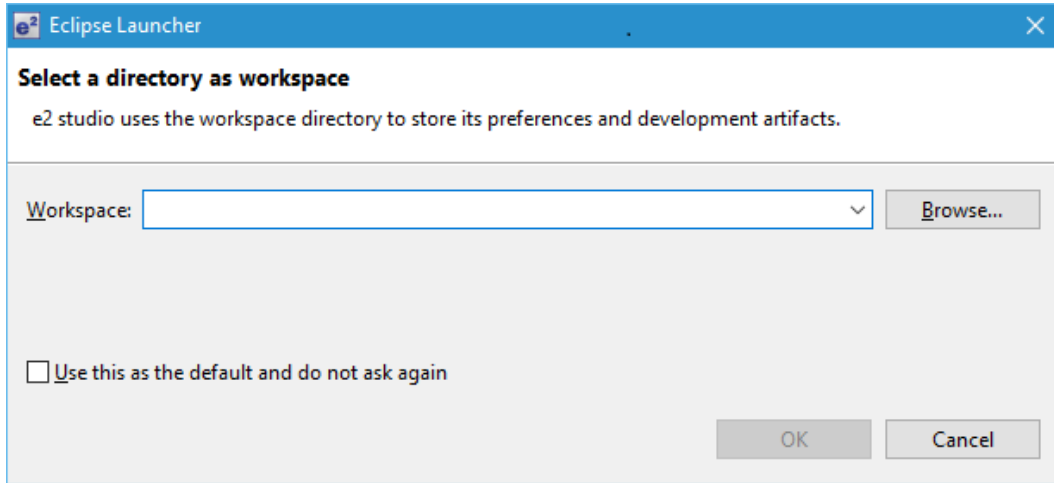 e² Eclipse Launcher
Select a directory as workspace
e2 studio uses the workspace directory to store its preferences and development artifacts.
Workspace: Browse...
Use this as the default and do not ask again
OK Cancel